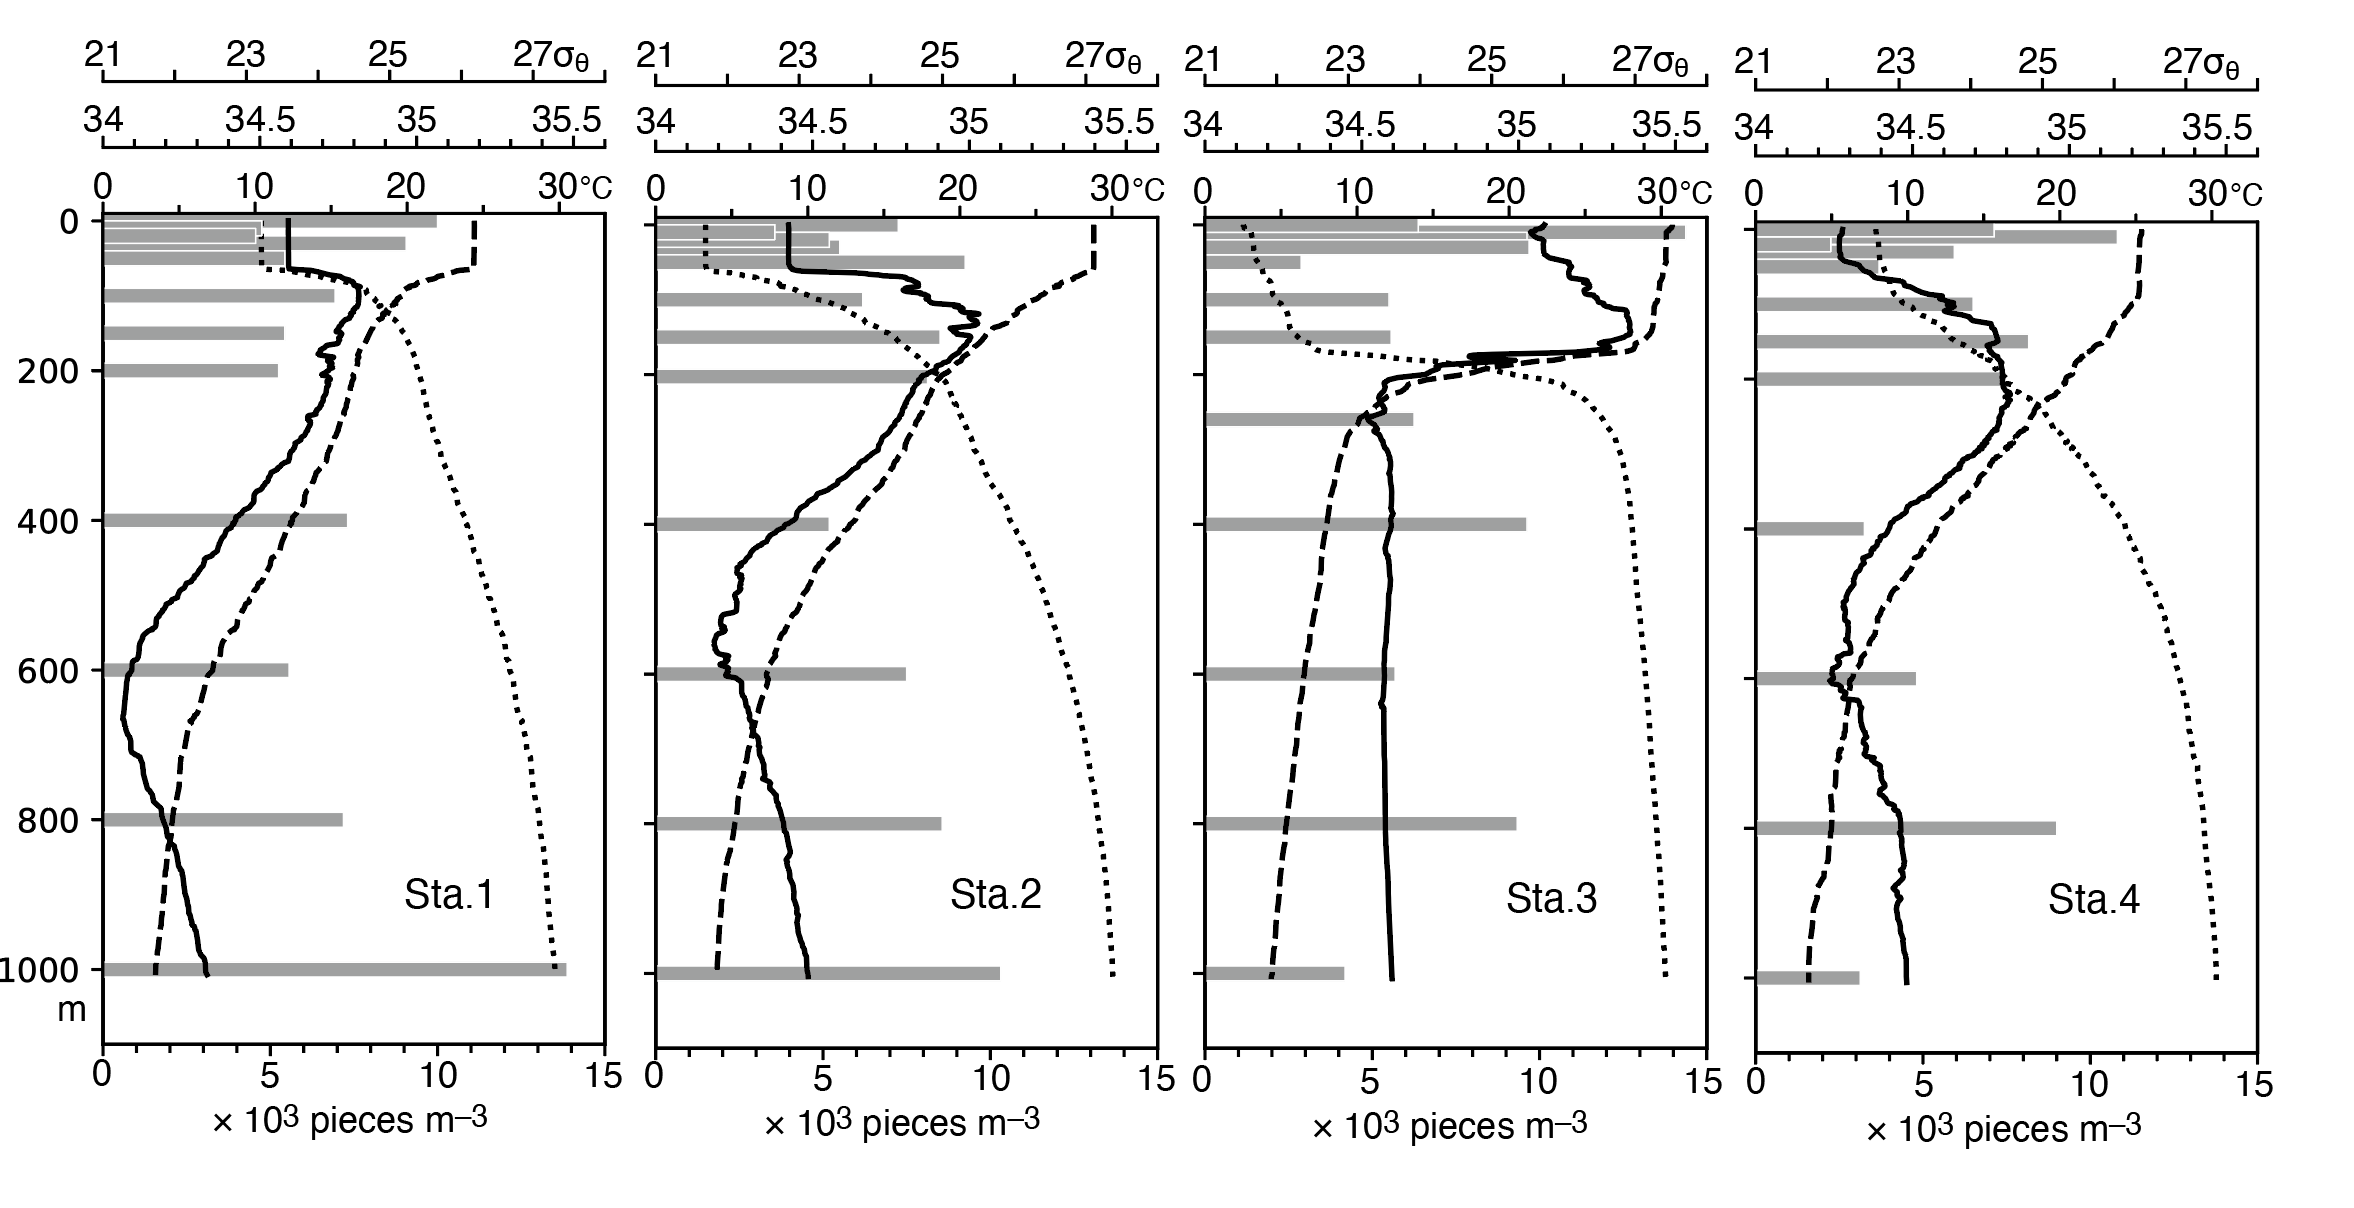 21 23 25 27σθ 21 23 25 27σθ 21 23 25 27σθ 21 23 25 27σθ
34 34.5 35 35.5 34 34.5 35 35.5 34 34.5 35 35.5 34 34.5 35 35.5
0 10 20 30°C 0 10 20 30°C 0 10 20 30°C 0 10 20 30°C
0
200
400
600
800
Sta.1 Sta.2 Sta.3 Sta.4
1000
m
0 5 10 15 0 5 10 15 0 5 10 15 0 5 10 15
× 10³ pieces m–³ × 10³ pieces m–³ × 10³ pieces m–³ × 10³ pieces m–³